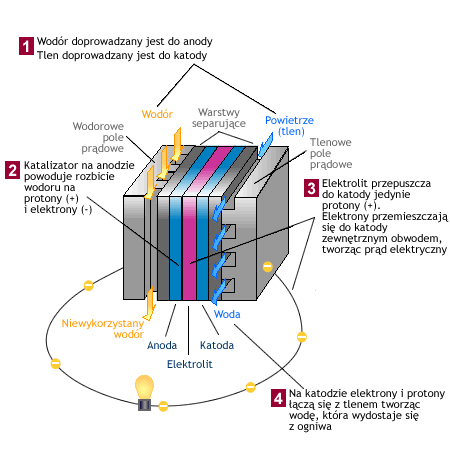 1 Wodór doprowadzany jest do anody
Tlen doprowadzany jest do katody
Wodór
Warstwy
separujące
Powietrze
(tlen)
Wodorowe
pole
prądowe
Tlenowe
pole
prądowe
2 Katalizator na anodzie
powoduje rozbicie
wodoru na
protony (+)
i elektrony (-)
3 Elektrolit przepuszcza
do katody jedynie
protony (+).
Elektrony przemieszczają
się do katody
zewnętrznym obwodem,
tworząc prąd elektryczny
Niewykorzystany
wodór
Woda
Anoda
Katoda
Elektrolit
4 Na katodzie elektrony i protony
łączą się z tlenem tworząc
wodę, która wydostaje się
z ogniwa